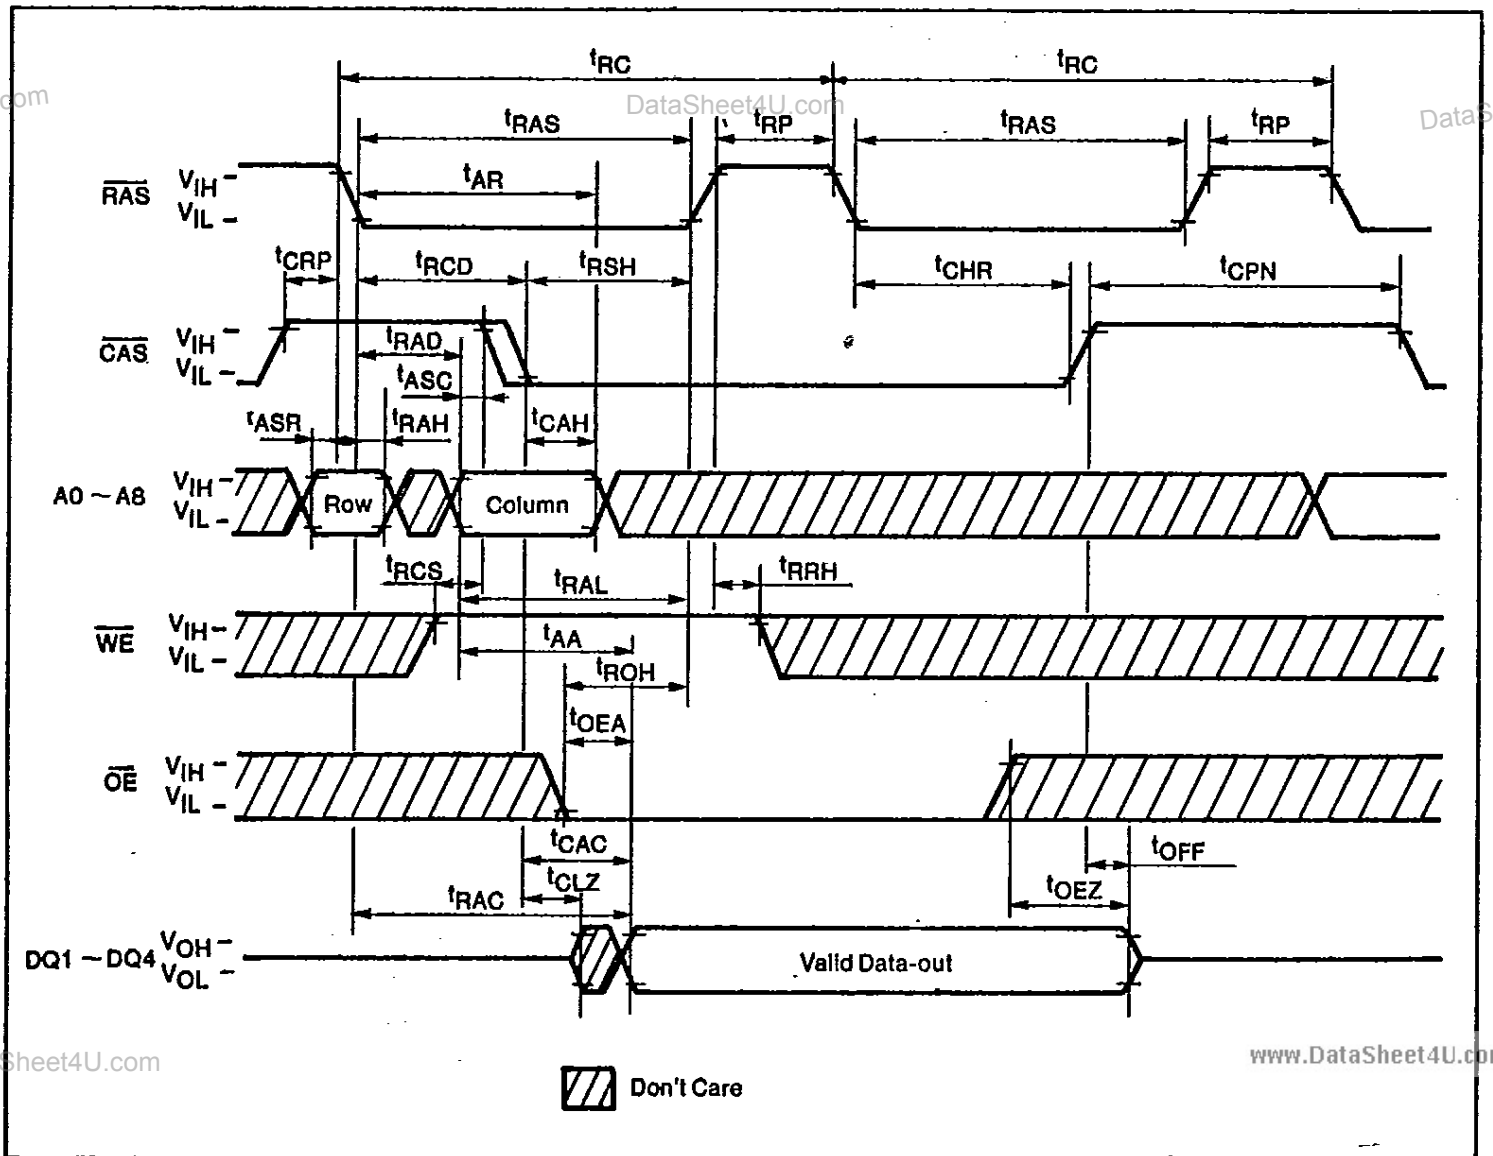 tRC tRC
com DataSheet4U.com DataS
tRAS tRP tRAS tRP
RAS VIH tAR
VIL
tCRP tRCD tRSH tCHR tCPN
CAS VIH tRAD
VIL tASC
tASR tRAH tCAH
A0 ~ A8 VIH Row Column
VIL
tRCS tRAL tRRH
WE VIH tAA
VIL tROH
tOEA
OE VIH
VIL
tCAC tOFF
tCLZ tOEZ
tRAC
DQ1 ~ DQ4 VOH Valid Data-out
VOL
Sheet4U.com www.DataSheet4U.com
Don't Care